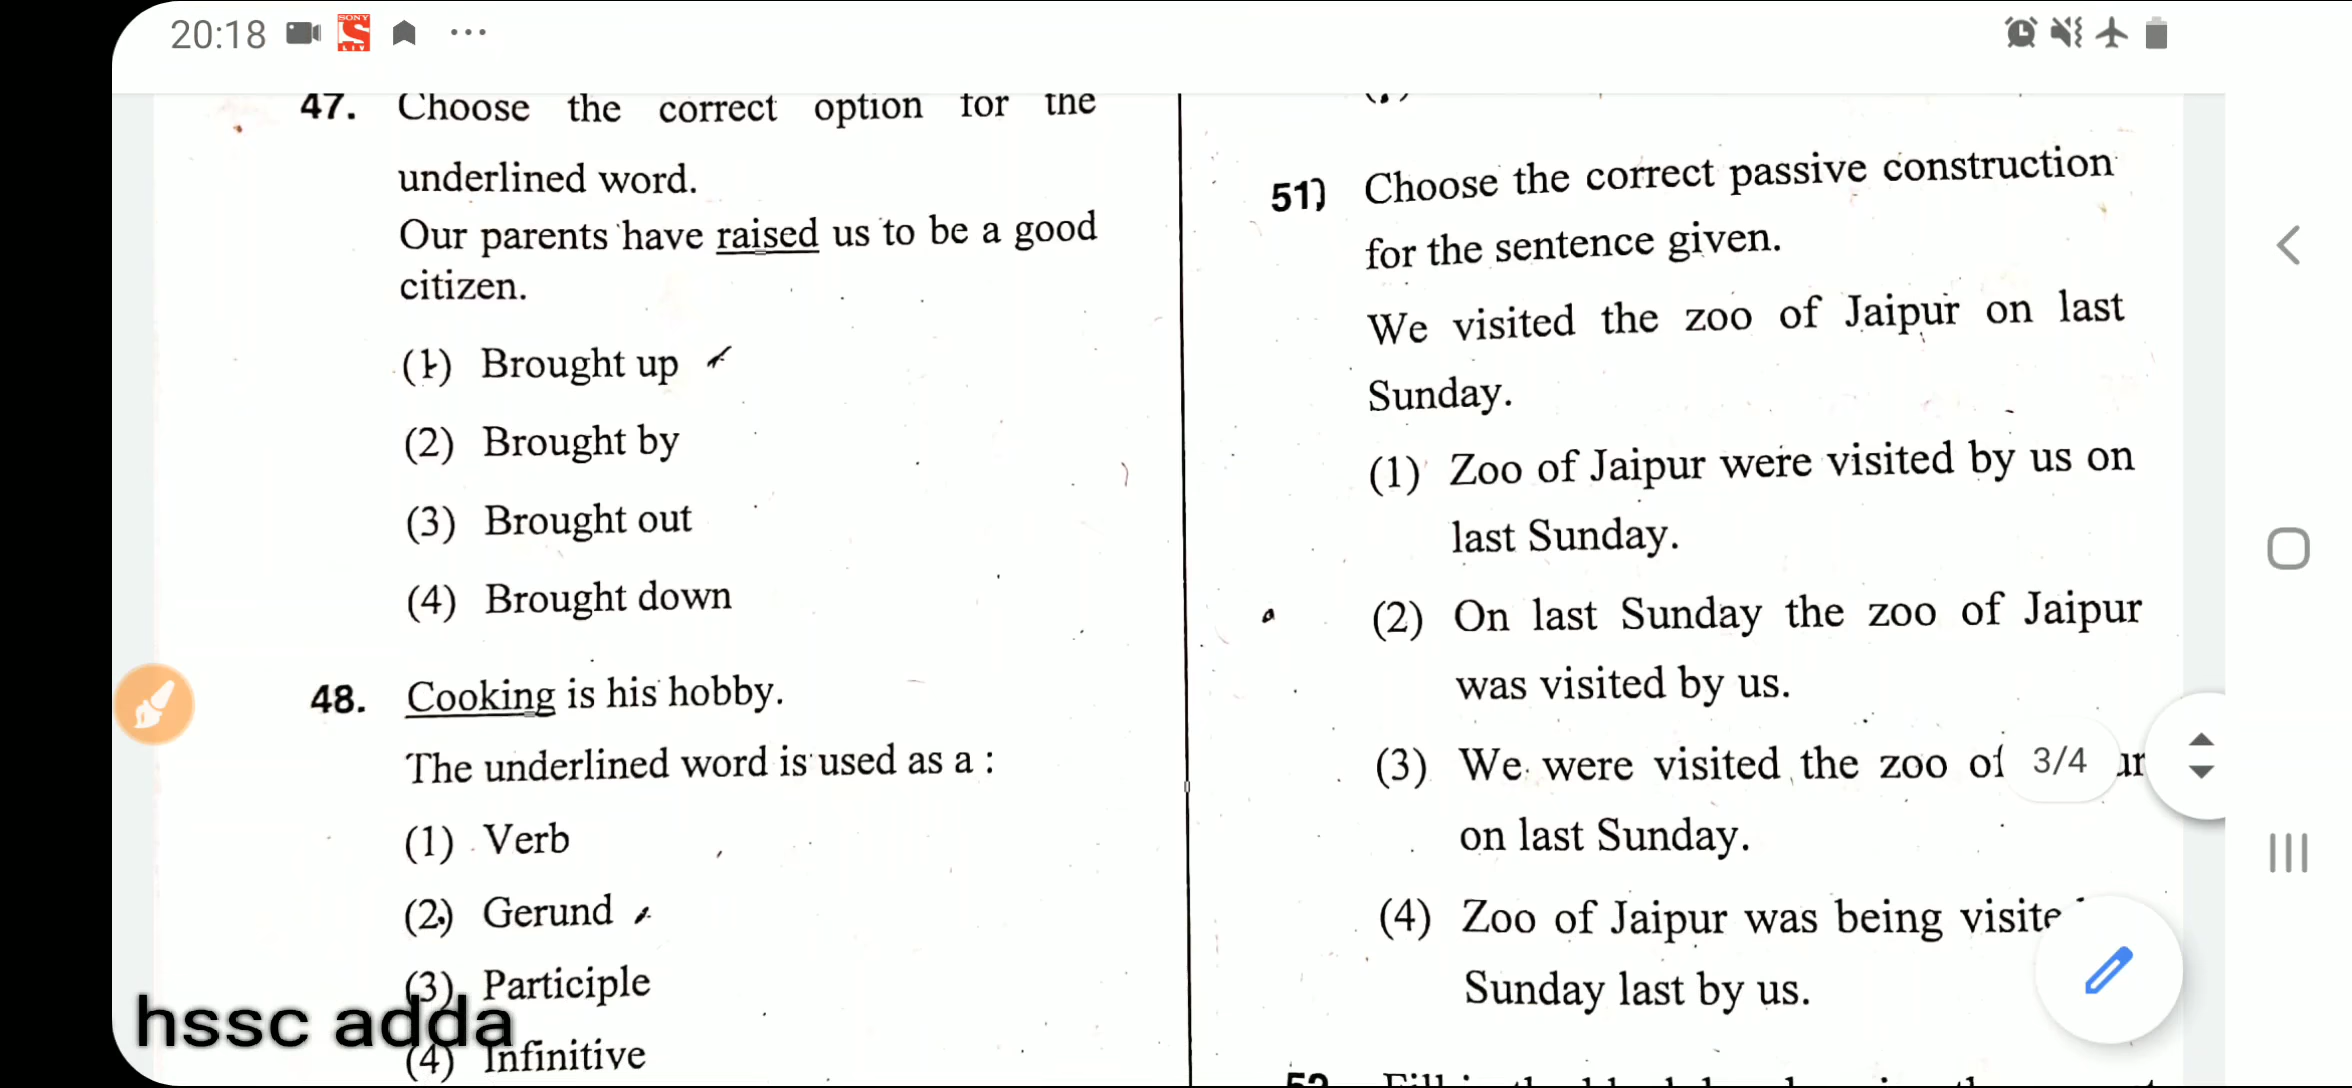 20:18
SONY
LIV
47. Choose the correct option for the
underlined word.
Our parents have raised us to be a good
citizen.
(1) Brought up
(2) Brought by
(3) Brought out
(4) Brought down
48. Cooking is his hobby.
The underlined word is used as a :
(1) Verb
(2) Gerund
(3) Participle
(4) Infinitive
hssc adda
51) Choose the correct passive construction
for the sentence given.
We visited the zoo of Jaipur on last
Sunday.
(1) Zoo of Jaipur were visited by us on
last Sunday.
(2) On last Sunday the zoo of Jaipur
was visited by us.
(3) We were visited the zoo of
on last Sunday.
(4) Zoo of Jaipur was being
Sunday last by us.
3/4